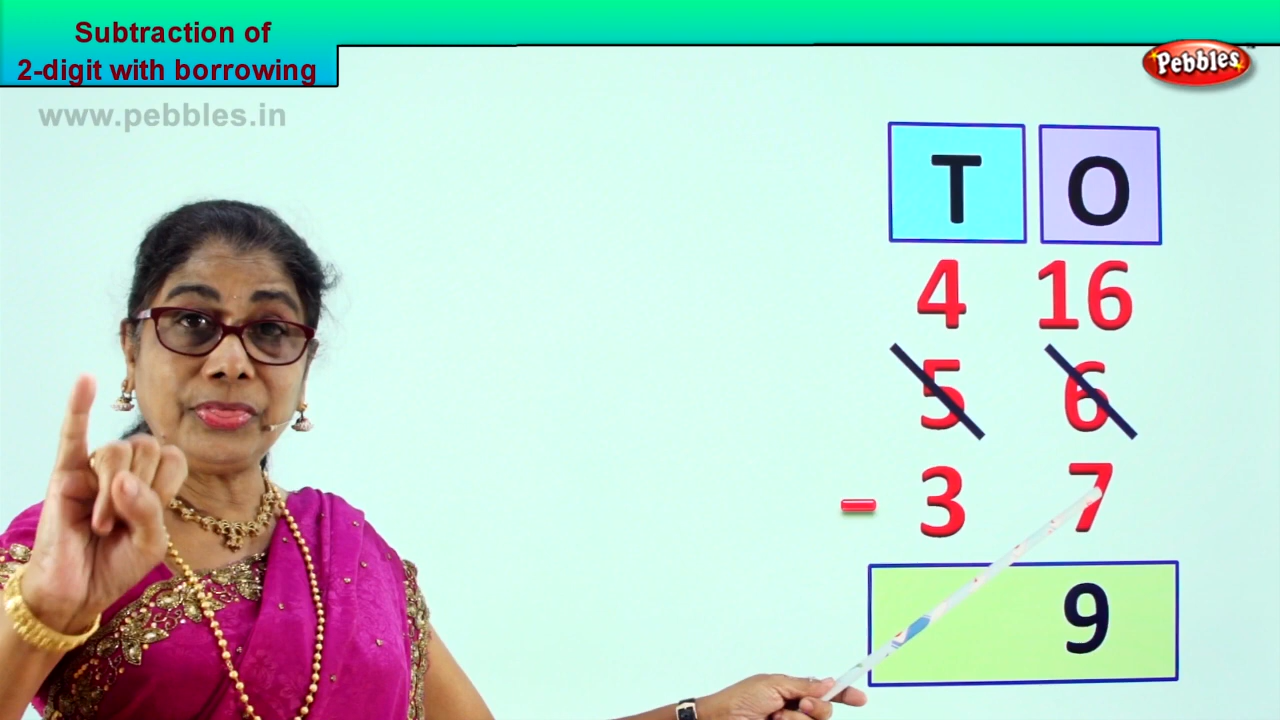 Subtraction of
2-digit with borrowing
Pebbles
www.pebbles.in
T O
4 16
5 6
- 3 7
9